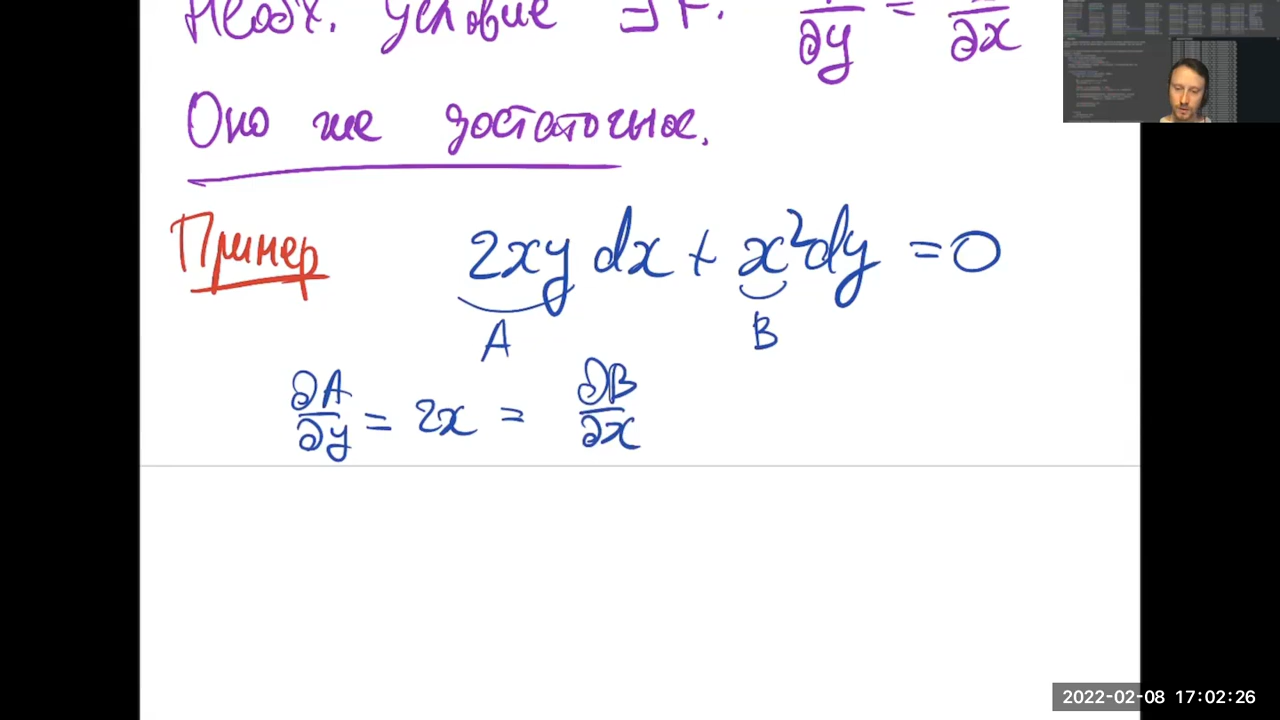 Необх. условие ∃ F. ∂y = ∂x
Оно же достаточное.
Пример 2xy dx + x²dy = 0
A B
∂A/∂y = 2x = ∂B/∂x
2022-02-08 17:02:26